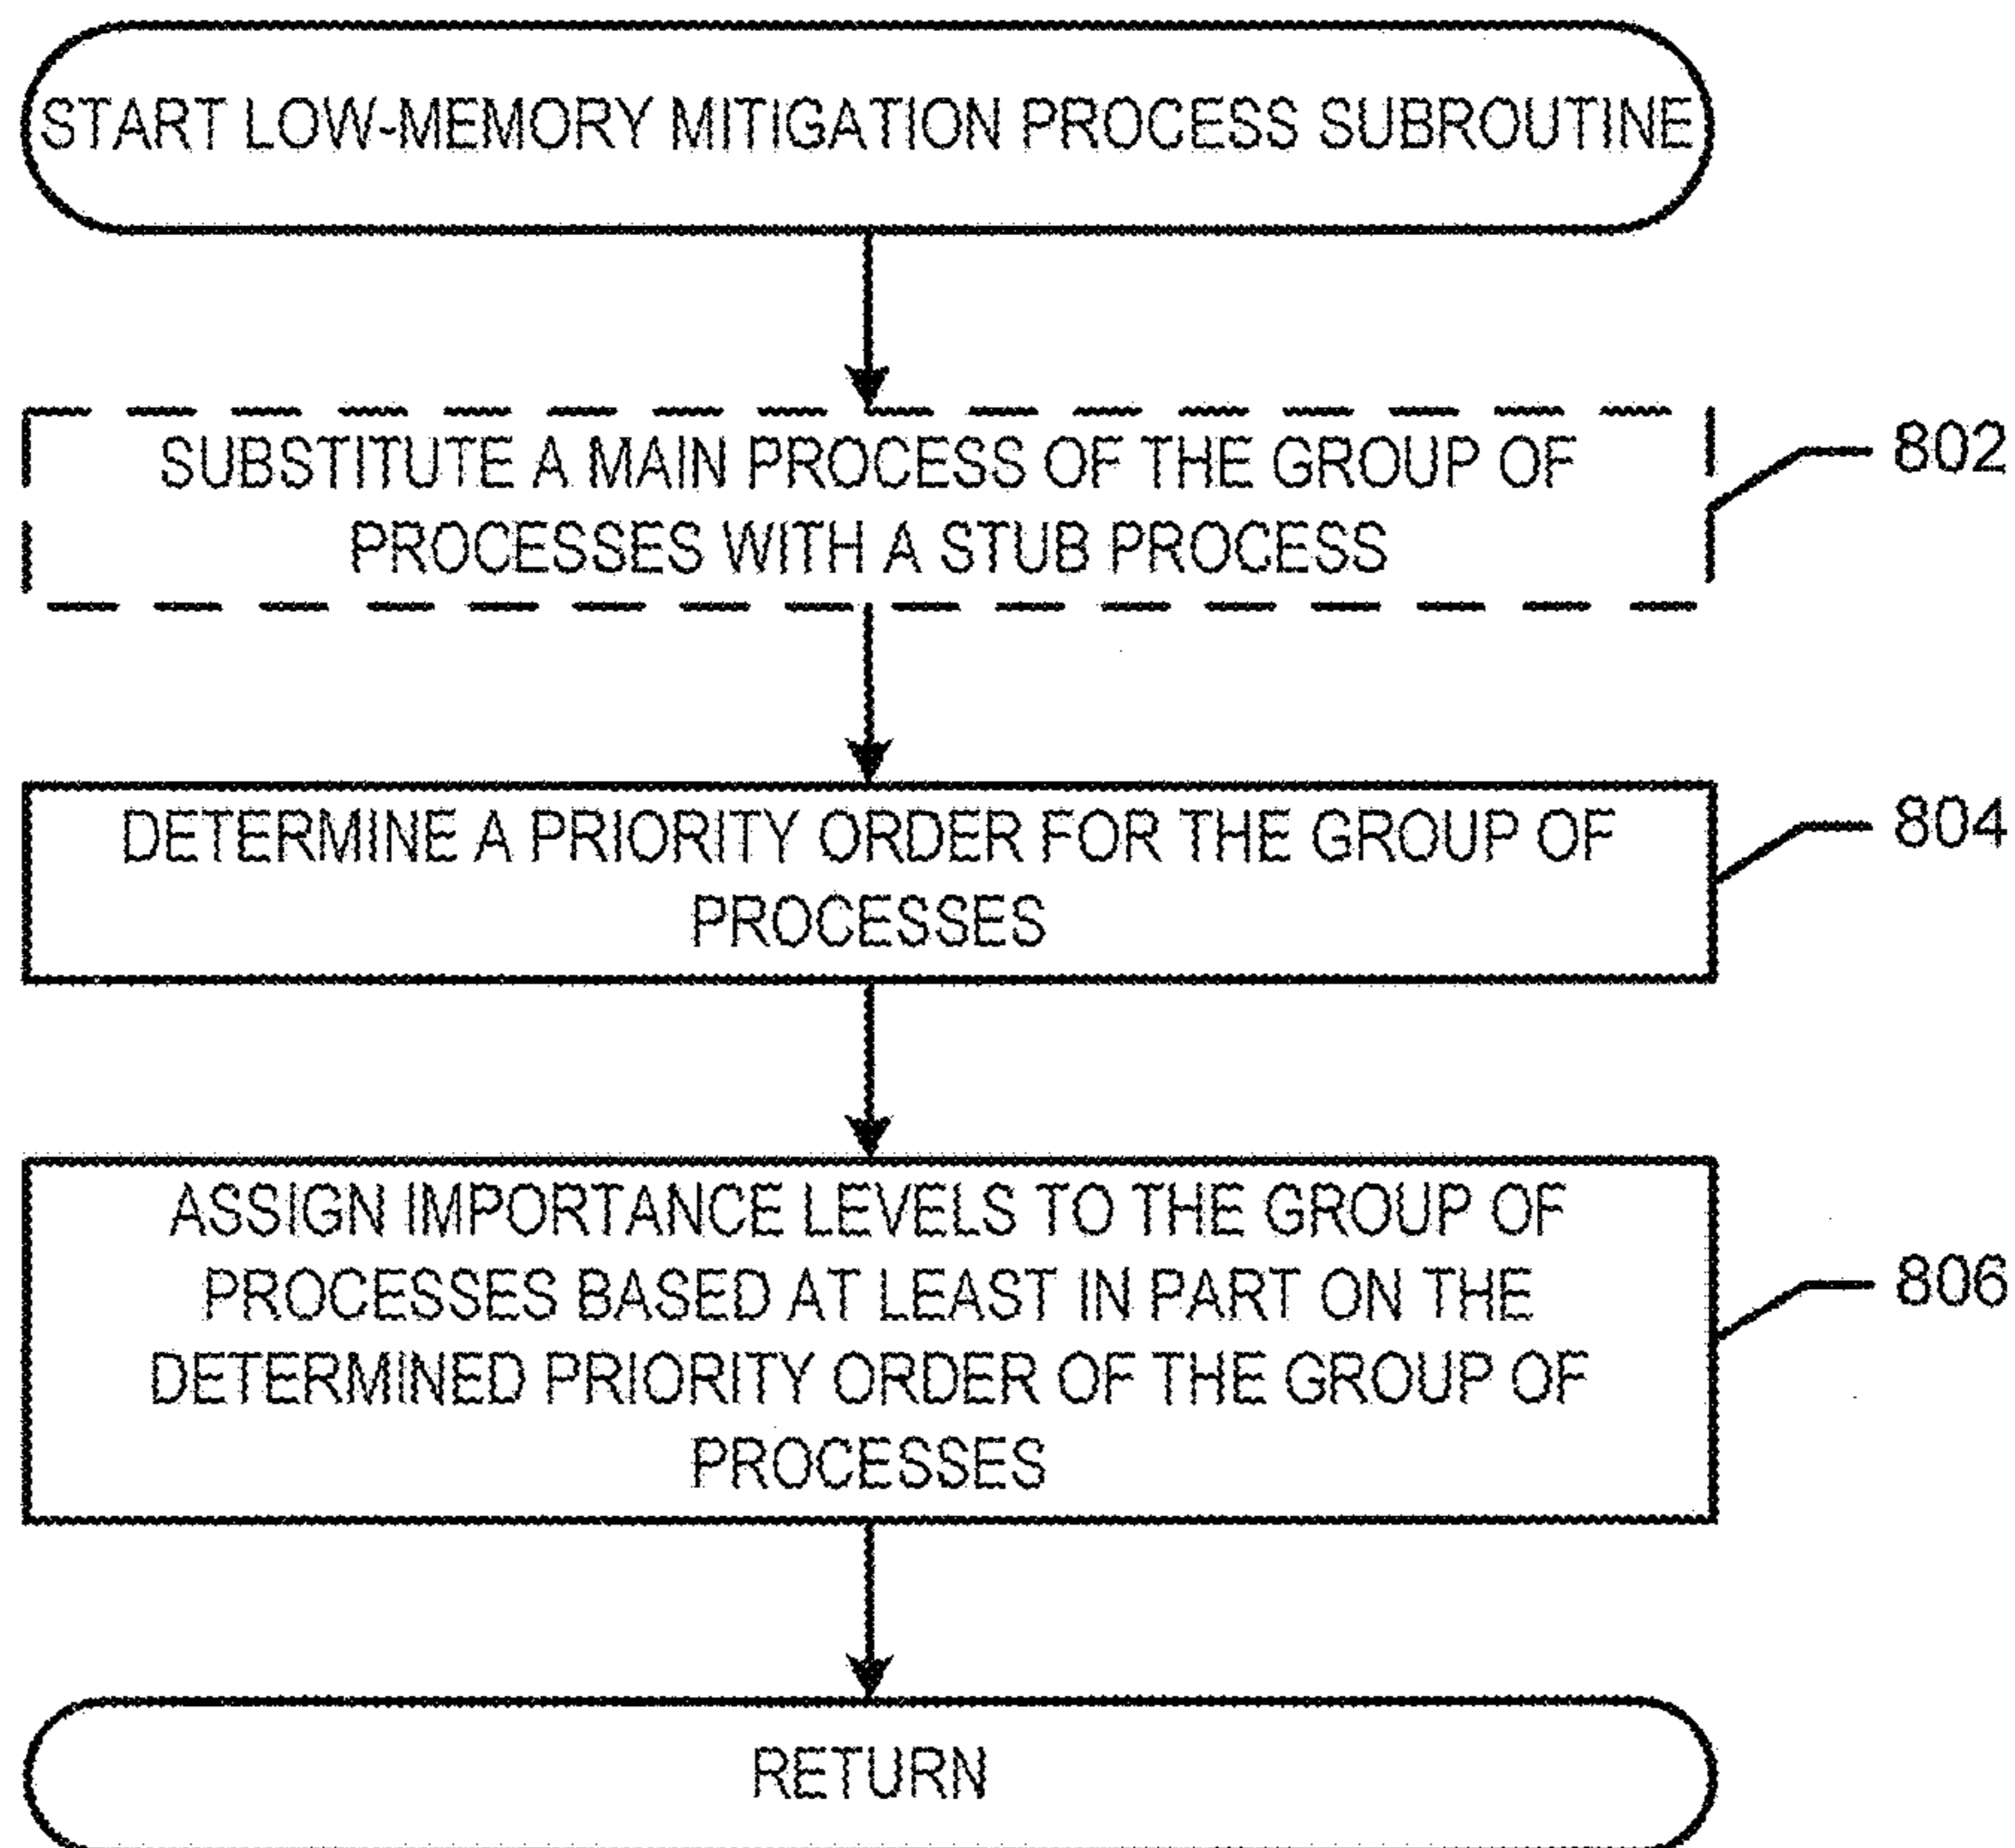 START LOW-MEMORY MITIGATION PROCESS SUBROUTINE
SUBSTITUTE A MAIN PROCESS OF THE GROUP OF
PROCESSES WITH A STUB PROCESS
802
DETERMINE A PRIORITY ORDER FOR THE GROUP OF
PROCESSES
804
ASSIGN IMPORTANCE LEVELS TO THE GROUP OF
PROCESSES BASED AT LEAST IN PART ON THE
DETERMINED PRIORITY ORDER OF THE GROUP OF
PROCESSES
806
RETURN